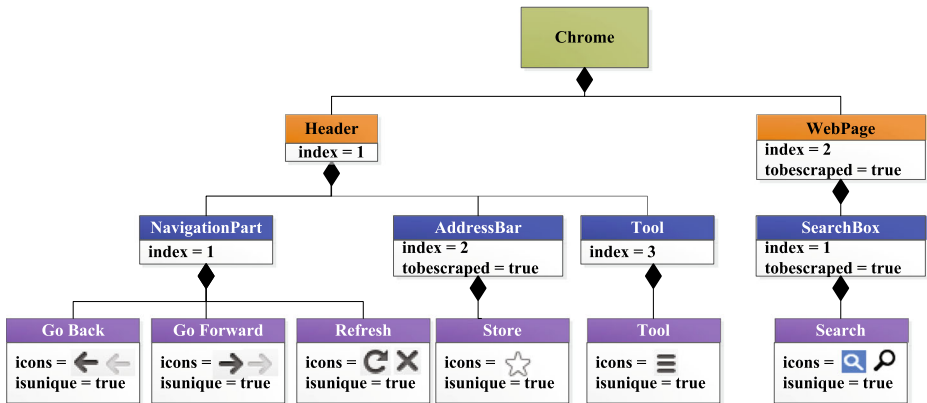 Chrome
Header
index = 1
WebPage
index = 2
tobescraped = true
NavigationPart
index = 1
AddressBar
index = 2
tobescraped = true
Tool
index = 3
SearchBox
index = 1
tobescraped = true
Go Back
icons =
isunique = true
Go Forward
icons =
isunique = true
Refresh
icons =
isunique = true
Store
icons =
isunique = true
Tool
icons =
isunique = true
Search
icons =
isunique = true